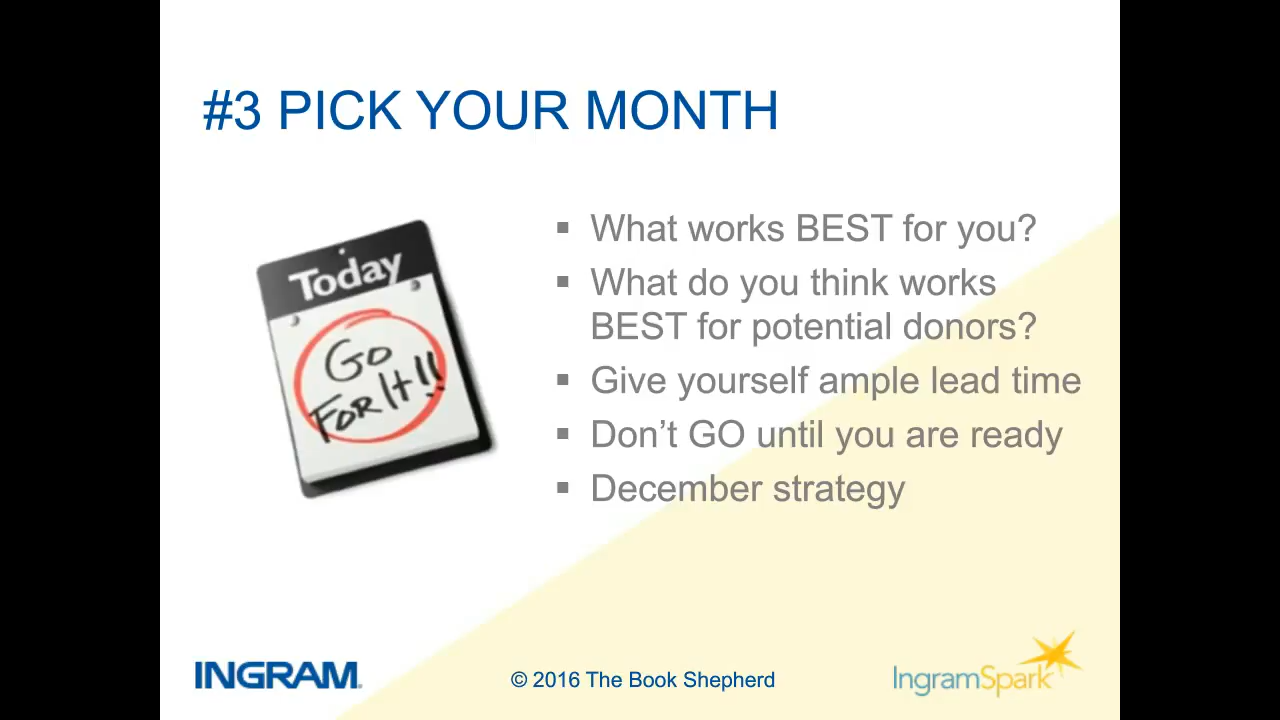 #3 PICK YOUR MONTH
Today
GO
FOR IT!!
▪ What works BEST for you?
▪ What do you think works
BEST for potential donors?
▪ Give yourself ample lead time
▪ Don’t GO until you are ready
▪ December strategy
INGRAM
© 2016 The Book Shepherd
IngramSpark